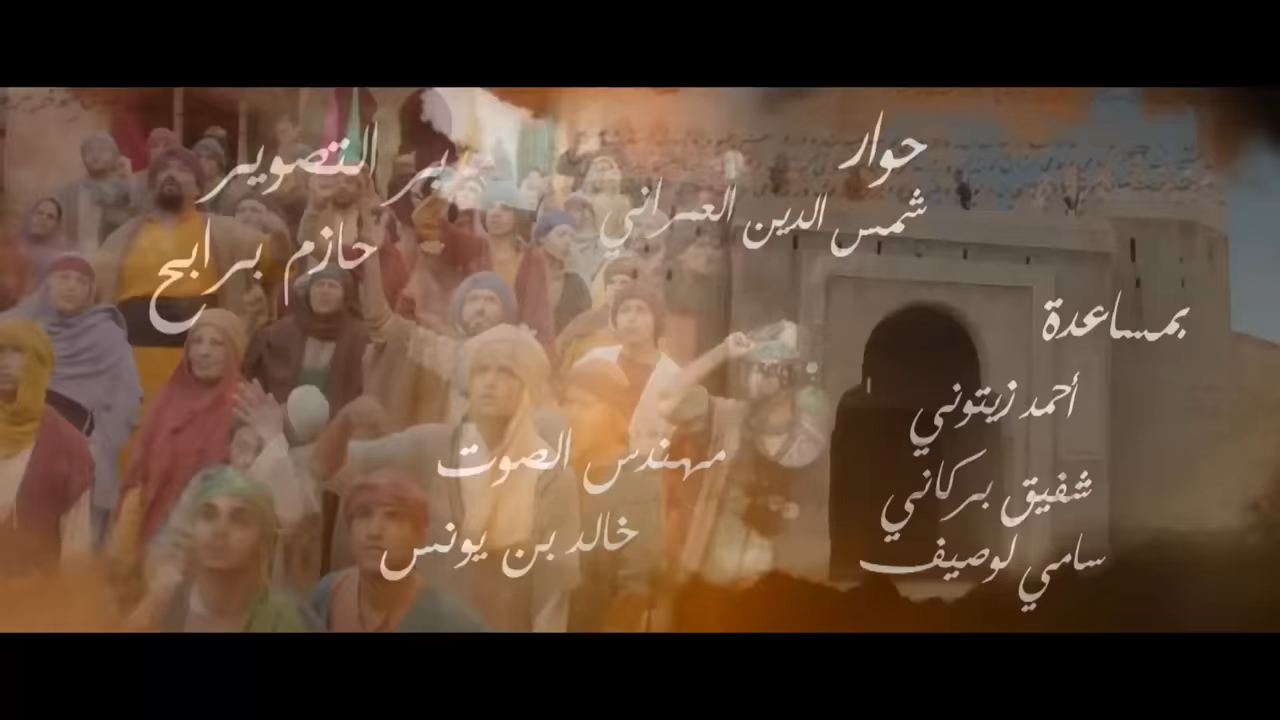 حوار
شمس الدين العمراني
بمساعدة
أحمد زيتوني
شفيق بركاني
سامي لوصيف
مدير التصوير
حازم برابح
مهندس الصوت
خالد بن يونس